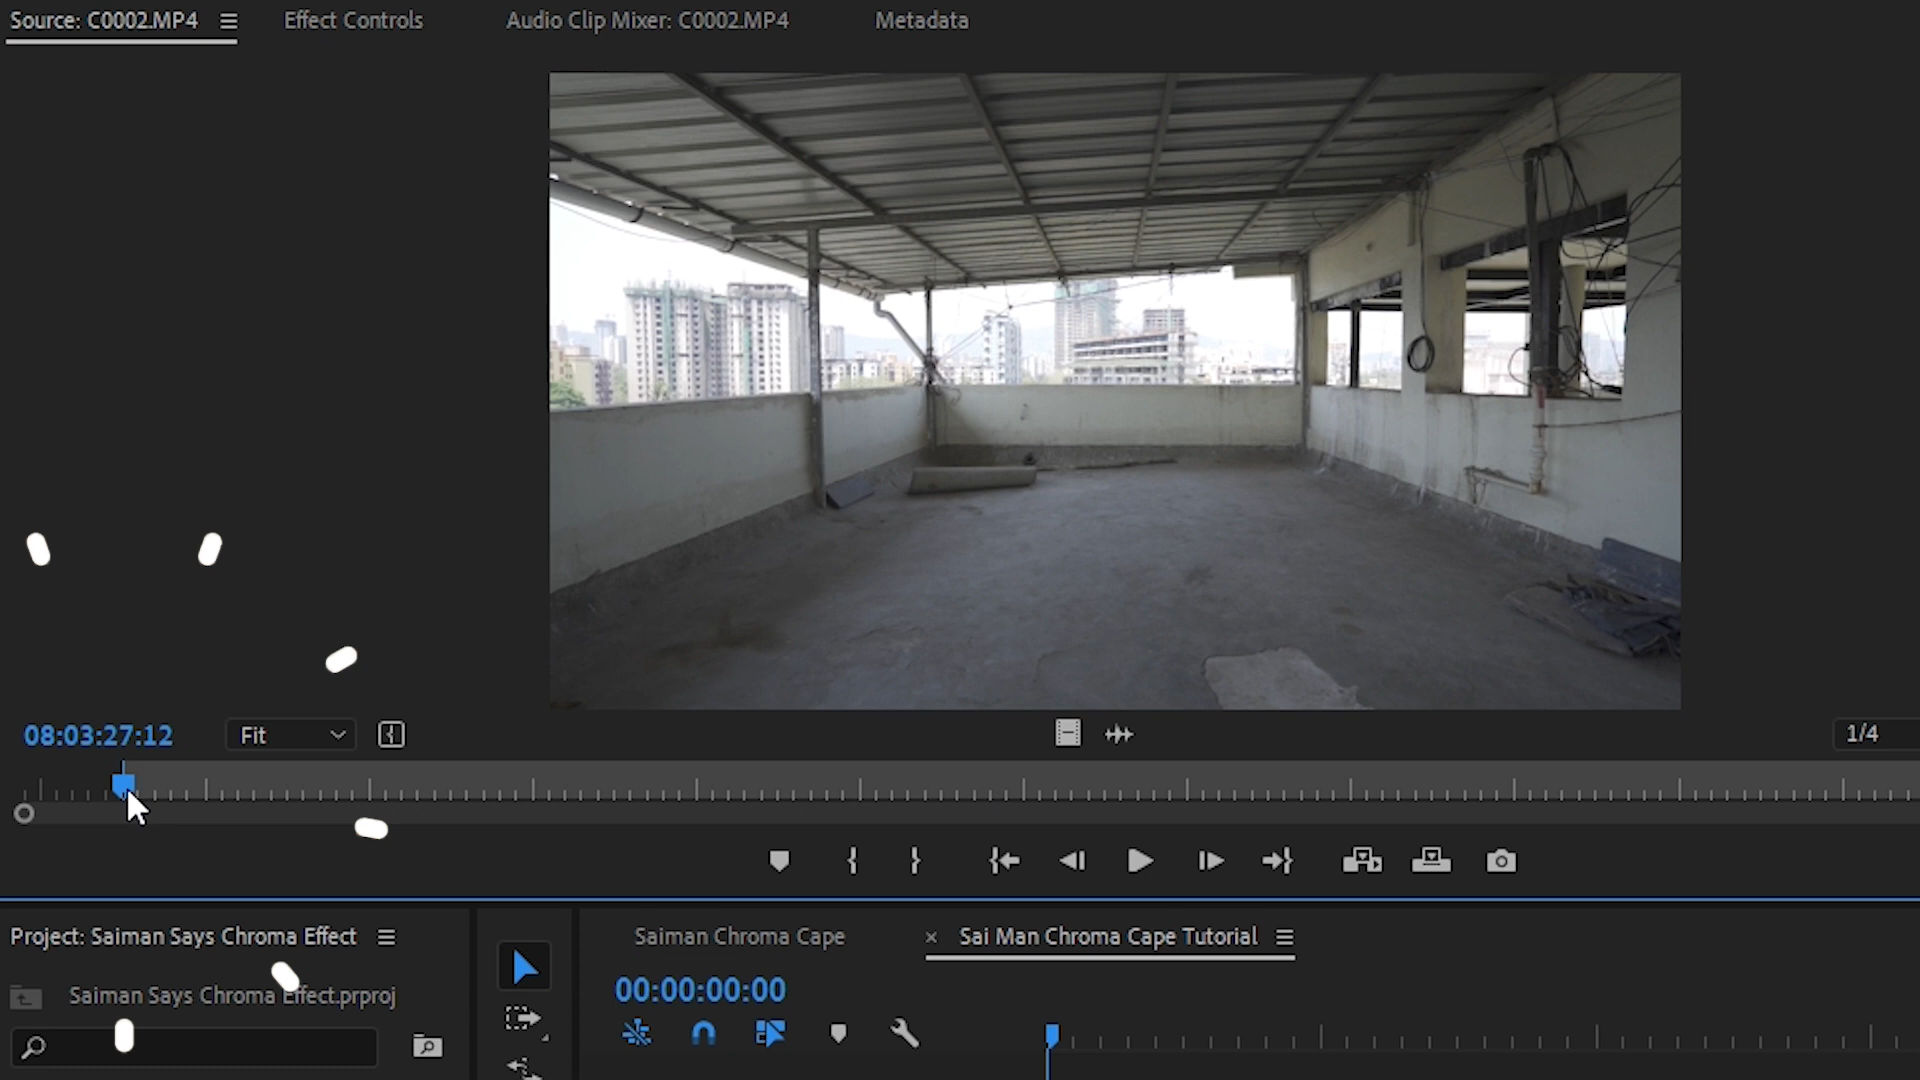 Source: C0002.MP4
Effect Controls
Audio Clip Mixer: C0002.MP4
Metadata
08:03:27:12
Fit
1/4
Project: Saiman Says Chroma Effect
Saiman Chroma Cape
× Sai Man Chroma Cape Tutorial
Saiman Says Chroma Effect.prproj
00:00:00:00